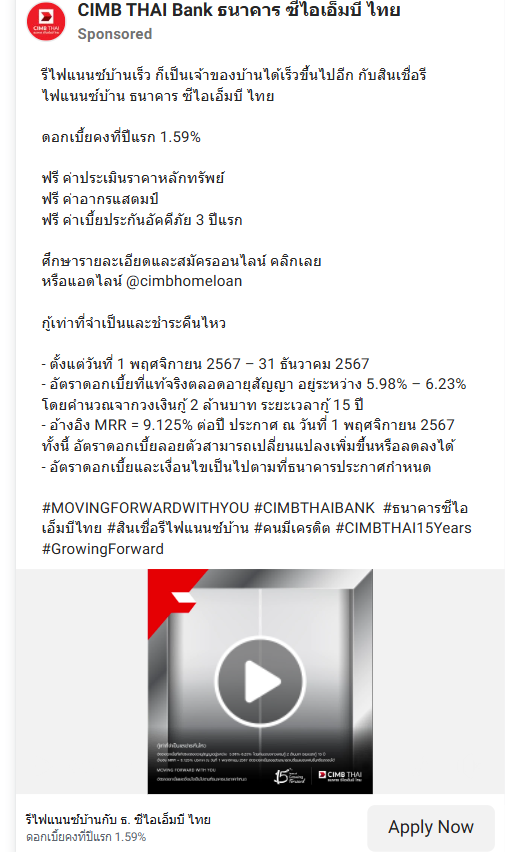 CIMB THAI Bank ธนาคาร ซีไอเอ็มบี ไทย
CIMB THAI
Sponsored
รีไฟแนนซ์บ้านเร็ว ก็เป็นเจ้าของบ้านได้เร็วขึ้นไปอีก กับสินเชื่อรี
ไฟแนนซ์บ้าน ธนาคาร ซีไอเอ็มบี ไทย
ดอกเบี้ยคงที่ปีแรก 1.59%
ฟรี ค่าประเมินราคาหลักทรัพย์
ฟรี ค่าอากรแสตมป์
ฟรี ค่าเบี้ยประกันอัคคีภัย 3 ปีแรก
ศึกษารายละเอียดและสมัครออนไลน์ คลิกเลย
หรือแอดไลน์ @cimbhomeloan
กู้เท่าที่จำเป็นและชำระคืนไหว
- ตั้งแต่วันที่ 1 พฤศจิกายน 2567 – 31 ธันวาคม 2567
- อัตราดอกเบี้ยที่แท้จริงตลอดอายุสัญญา อยู่ระหว่าง 5.98% – 6.23%
โดยคำนวณจากวงเงินกู้ 2 ล้านบาท ระยะเวลากู้ 15 ปี
- อ้างอิง MRR = 9.125% ต่อปี ประกาศ ณ วันที่ 1 พฤศจิกายน 2567
ทั้งนี้ อัตราดอกเบี้ยลอยตัวสามารถเปลี่ยนแปลงเพิ่มขึ้นหรือลดลงได้
- อัตราดอกเบี้ยและเงื่อนไขเป็นไปตามที่ธนาคารประกาศกำหนด
#MOVINGFORWARDWITHYOU #CIMBTHAIBANK #ธนาคารซีไอ
เอ็มบีไทย #สินเชื่อรีไฟแนนซ์บ้าน #คนมีเครดิต #CIMBTHAI15Years
#GrowingForward
กู้เท่าที่จำเป็นและชำระคืนไหว
MOVING FORWARD WITH YOU
15
CIMB THAI
รีไฟแนนซ์บ้านกับ ธ. ซีไอเอ็มบี ไทย
ดอกเบี้ยคงที่ปีแรก 1.59%
Apply Now